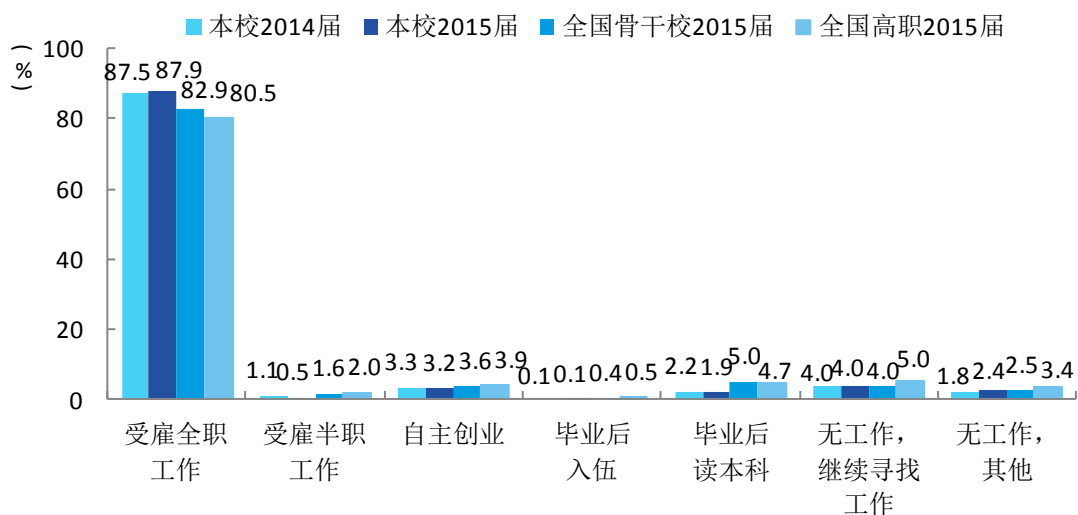 本校2014届 本校2015届 全国骨干校2015届 全国高职2015届
(%)
100
80
60
40
20
0
87.5 87.9 82.9 80.5
1.1 0.5 1.6 2.0
3.3 3.2 3.6 3.9
0.1 0.1 0.4 0.5
2.2 1.9 5.0 4.7
4.0 4.0 4.0 5.0
1.8 2.4 2.5 3.4
受雇全职
工作
受雇半职
工作
自主创业
毕业后
入伍
毕业后
读本科
无工作，
继续寻找
工作
无工作，
其他